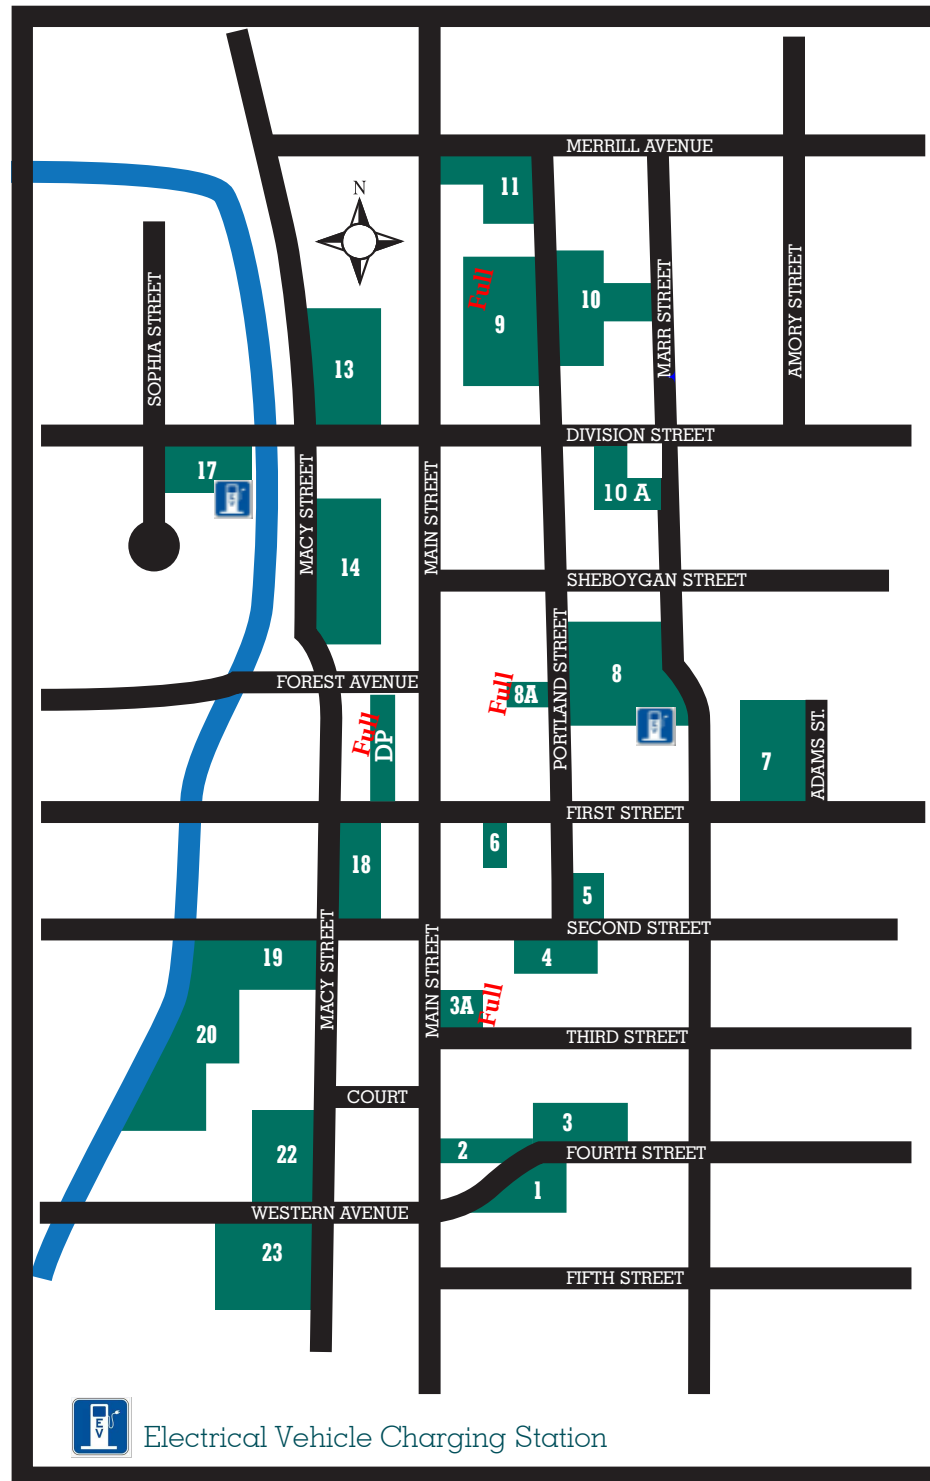 MERRILL AVENUE
N
11
SOPHIA STREET
MARR STREET
AMORY STREET
Full
9
10
13
DIVISION STREET
17
EV
MACY STREET
MAIN STREET
10 A
14
SHEBOYGAN STREET
PORTLAND STREET
8
FOREST AVENUE
Full
8A
Full
DP
EV
7
ADAMS ST.
FIRST STREET
6
18
5
SECOND STREET
MACY STREET
MAIN STREET
19
4
3A
Full
20
THIRD STREET
COURT
3
2
22
FOURTH STREET
1
WESTERN AVENUE
23
FIFTH STREET
EV
Electrical Vehicle Charging Station